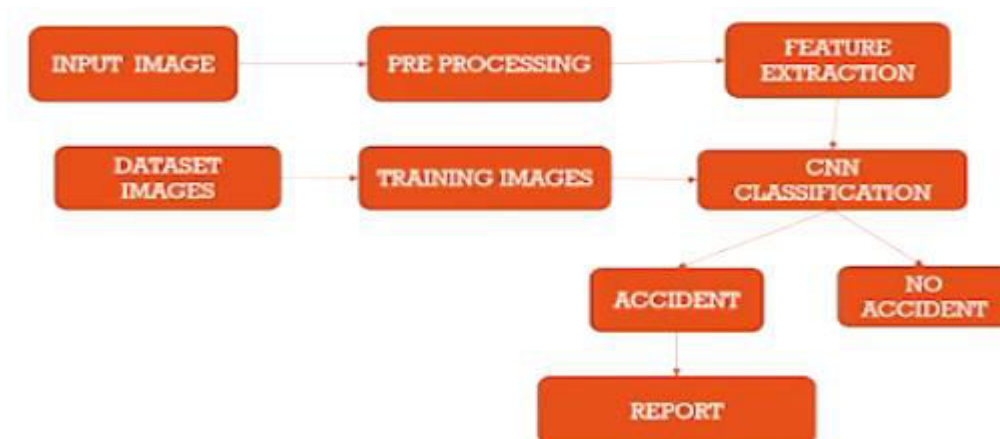 INPUT IMAGE
PRE PROCESSING
FEATURE
EXTRACTION
DATASET
IMAGES
TRAINING IMAGES
CNN
CLASSIFICATION
ACCIDENT
NO
ACCIDENT
REPORT